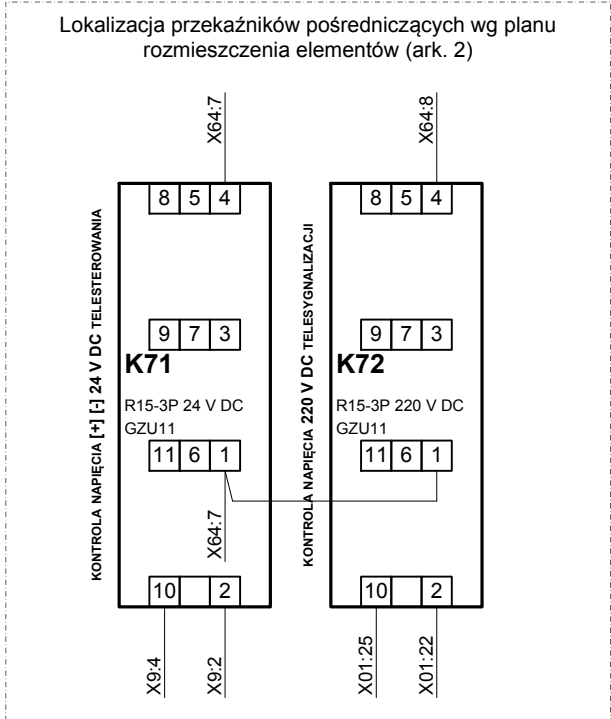 Lokalizacja przekaźników pośredniczących wg planu
rozmieszczenia elementów (ark. 2)
X64:7
X64:8
KONTROLA NAPIĘCIA [+] [-] 24 V DC TELESTEROWANIA
8 5 4
9 7 3
K71
R15-3P 24 V DC
GZU11
11 6 1
X64:7
10 2
X9:4
X9:2
KONTROLA NAPIĘCIA 220 V DC TELESYGNALIZACJI
8 5 4
9 7 3
K72
R15-3P 220 V DC
GZU11
11 6 1
10 2
X01:25
X01:22